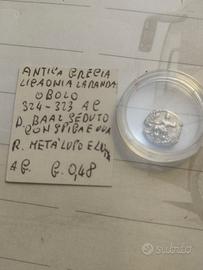 ANTICA GRECIA
LICAONIA LARANDA
OBOLO
324-323 AC
D. BAAL SEDUTO
CON SPIGA E UVA
R. METÀ LUPO E LUNA
AG. G. 0,48
SUBITO